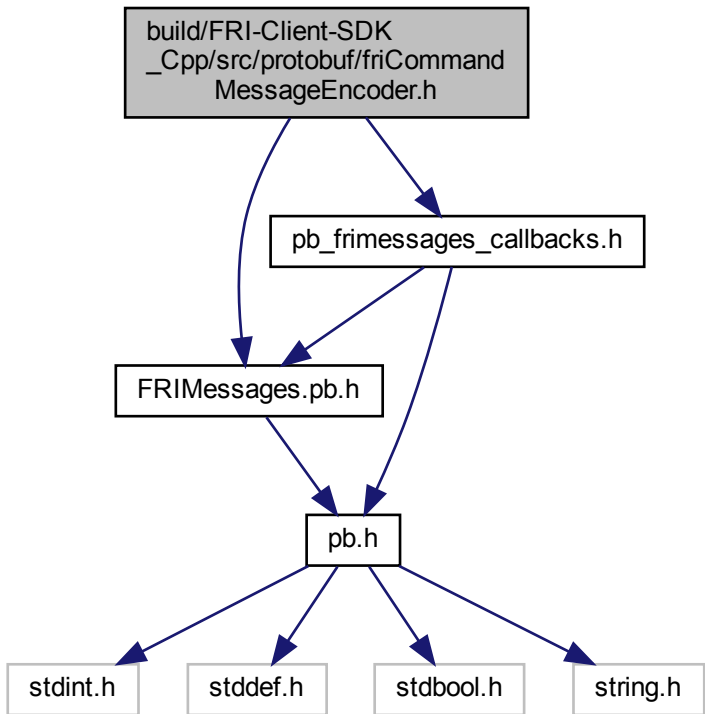 build/FRI-Client-SDK
_Cpp/src/protobuf/friCommand
MessageEncoder.h
pb_frimessages_callbacks.h
FRIMessages.pb.h
pb.h
stdint.h
stddef.h
stdbool.h
string.h